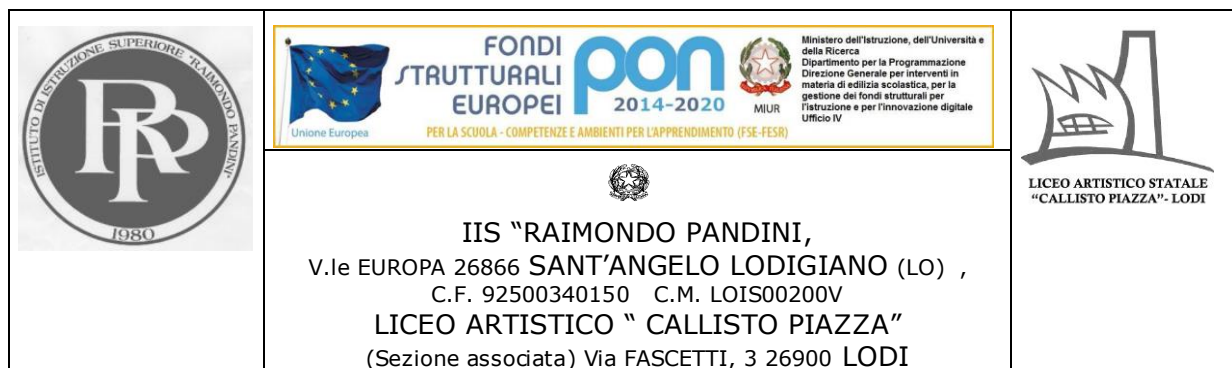 ISTITUTO DI ISTRUZIONE SUPERIORE "RAIMONDO PANDINI"
RP
1980
Unione Europea
FONDI
STRUTTURALI
EUROPEI
pon
2014-2020
MIUR
Ministero dell'Istruzione, dell'Università e
della Ricerca
Dipartimento per la Programmazione
Direzione Generale per interventi in
materia di edilizia scolastica, per la
gestione dei fondi strutturali per
l'istruzione e per l'innovazione digitale
Ufficio IV
PER LA SCUOLA - COMPETENZE E AMBIENTI PER L'APPRENDIMENTO (FSE-FESR)
IIS "RAIMONDO PANDINI,
V.le EUROPA 26866 SANT'ANGELO LODIGIANO (LO) ,
C.F. 92500340150 C.M. LOIS00200V
LICEO ARTISTICO " CALLISTO PIAZZA"
(Sezione associata) Via FASCETTI, 3 26900 LODI
LICEO ARTISTICO STATALE
"CALLISTO PIAZZA"- LODI